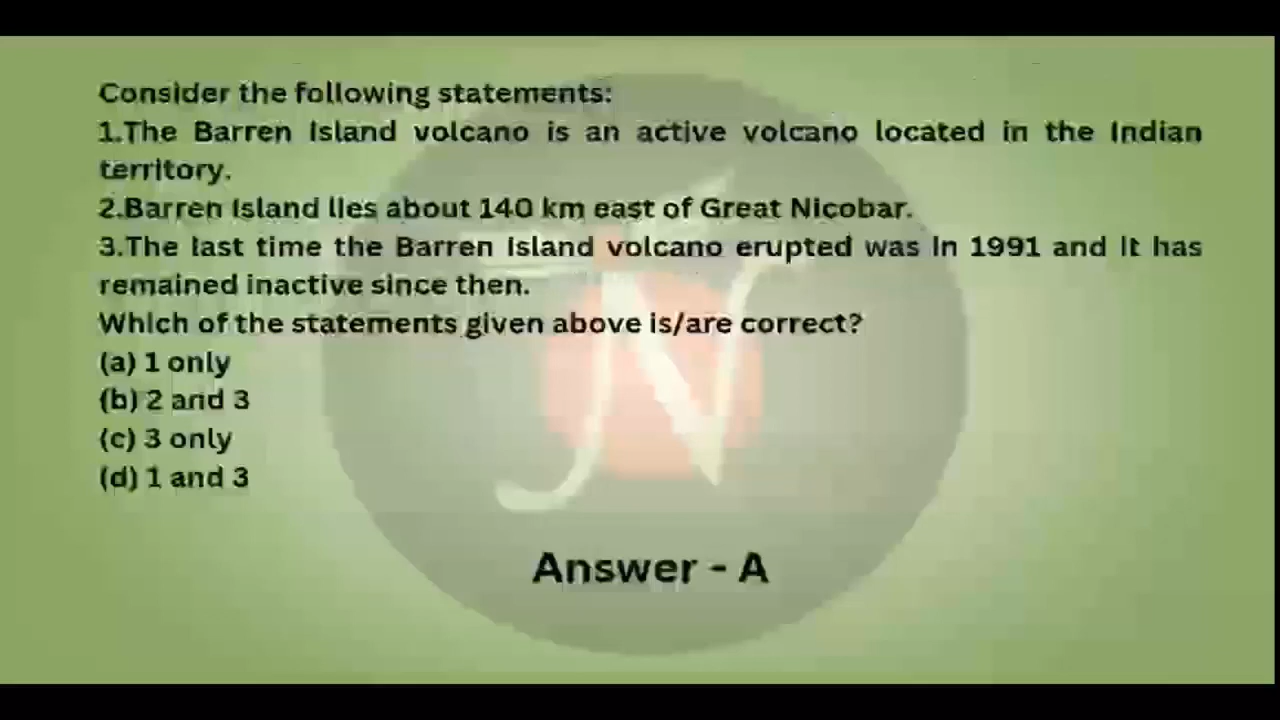 Consider the following statements:
1.The Barren Island volcano is an active volcano located in the Indian
territory.
2.Barren Island lies about 140 km east of Great Nicobar.
3.The last time the Barren Island volcano erupted was in 1991 and it has
remained inactive since then.
Which of the statements given above is/are correct?
(a) 1 only
(b) 2 and 3
(c) 3 only
(d) 1 and 3
N
Answer - A